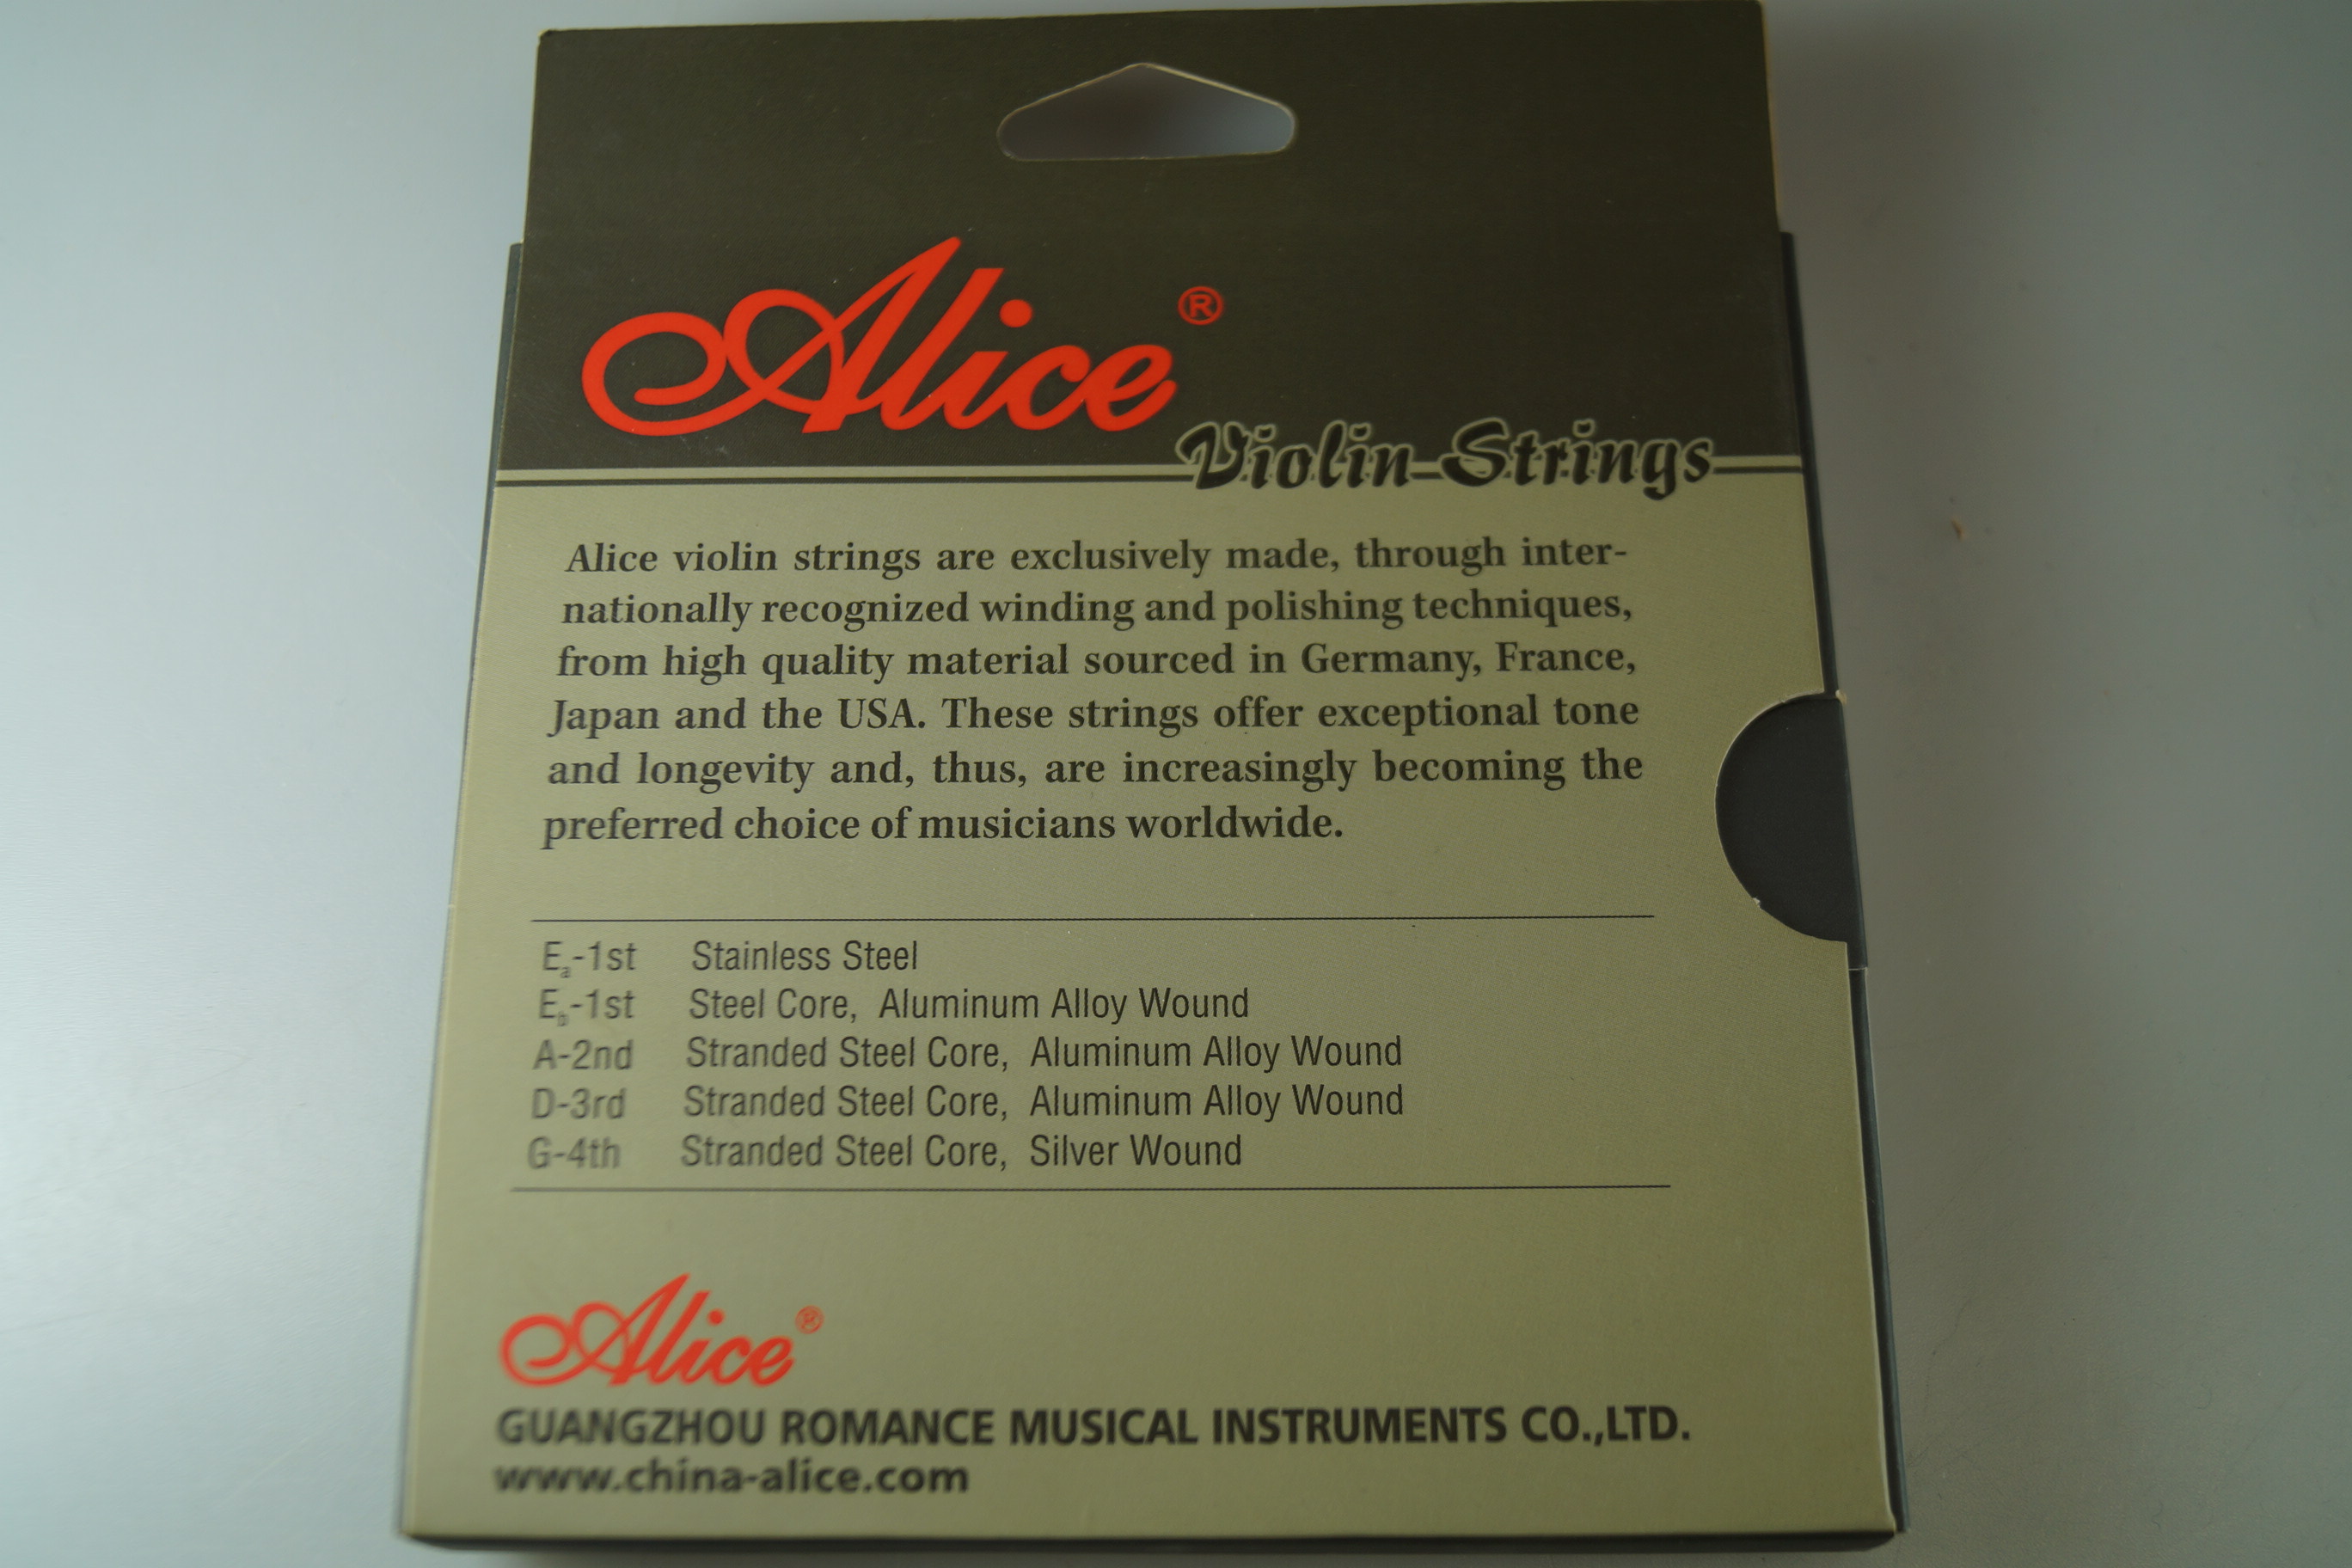 Alice®
Violin Strings
Alice violin strings are exclusively made, through inter-
nationally recognized winding and polishing techniques,
from high quality material sourced in Germany, France,
Japan and the USA. These strings offer exceptional tone
and longevity and, thus, are increasingly becoming the
preferred choice of musicians worldwide.
Eₐ-1st Stainless Steel
E_b-1st Steel Core, Aluminum Alloy Wound
A-2nd Stranded Steel Core, Aluminum Alloy Wound
D-3rd Stranded Steel Core, Aluminum Alloy Wound
G-4th Stranded Steel Core, Silver Wound
Alice®
GUANGZHOU ROMANCE MUSICAL INSTRUMENTS CO.,LTD.
www.china-alice.com